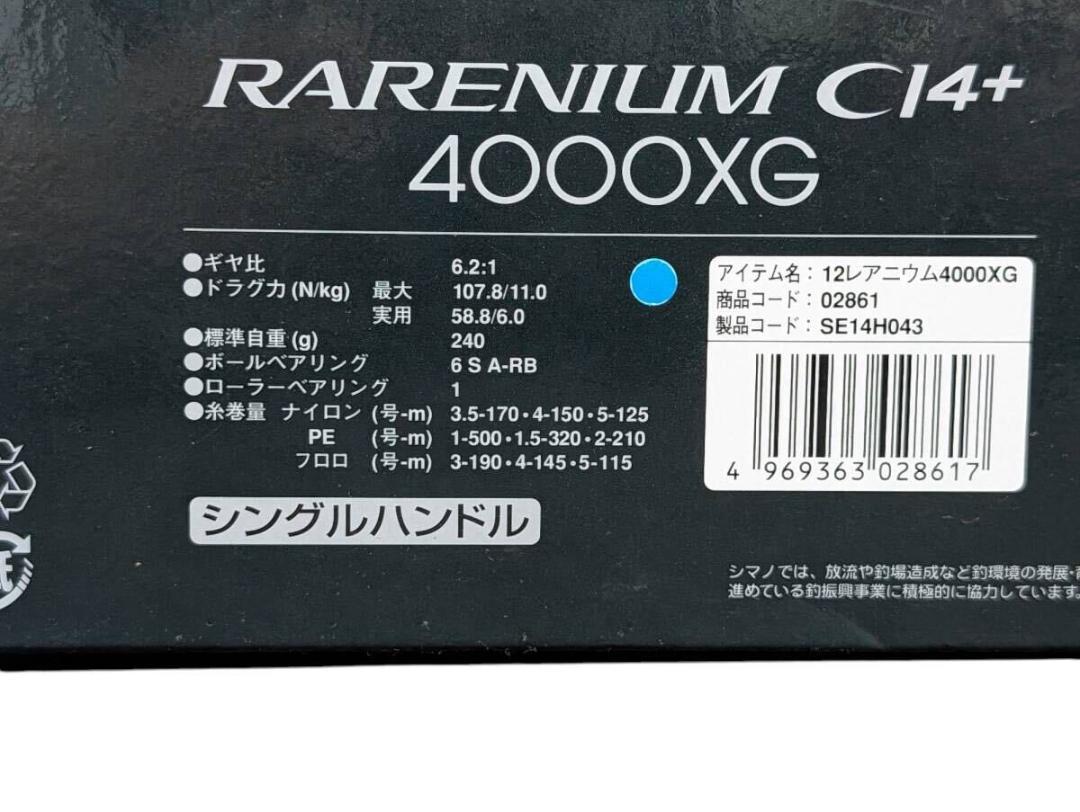 RARENIUM CI4+
4000XG
●ギヤ比 6.2:1
●ドラグ力(N/kg) 最大 107.8/11.0
実用 58.8/6.0
●標準自重(g) 240
●ボールベアリング 6 S A-RB
●ローラーベアリング 1
●糸巻量 ナイロン (号-m) 3.5-170・4-150・5-125
PE (号-m) 1-500・1.5-320・2-210
フロロ (号-m) 3-190・4-145・5-115
シングルハンドル
アイテム名：12レアニウム4000XG
商品コード：02861
製品コード：SE14H043
4 969363 028617
シマノでは、放流や釣場造成など釣環境の発展・
進めている釣振興事業に積極的に協力しています。
紙